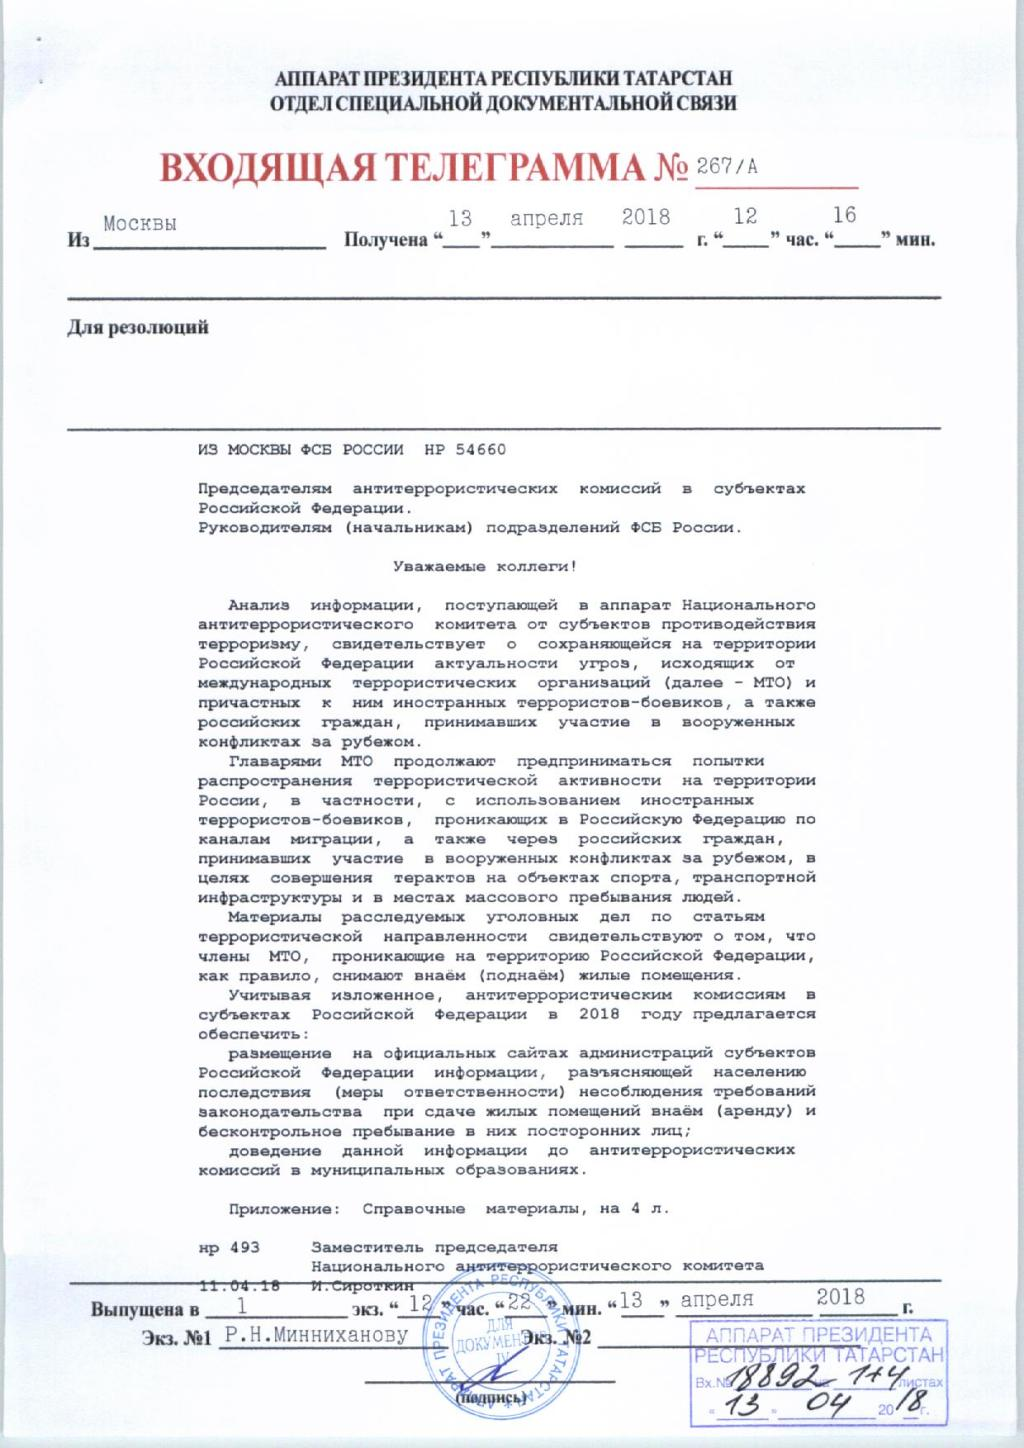 АППАРАТ ПРЕЗИДЕНТА РЕСПУБЛИКИ ТАТАРСТАН
ОТДЕЛ СПЕЦИАЛЬНОЙ ДОКУМЕНТАЛЬНОЙ СВЯЗИ
ВХОДЯЩАЯ ТЕЛЕГРАММА № 267/А
Из Москвы Получена “13” апреля 2018 г. “12” час. “16” мин.
Для резолюций
ИЗ МОСКВЫ ФСБ РОССИИ НР 54660
Председателям антитеррористических комиссий в субъектах
Российской Федерации.
Руководителям (начальникам) подразделений ФСБ России.
Уважаемые коллеги!
Анализ информации, поступающей в аппарат Национального
антитеррористического комитета от субъектов противодействия
терроризму, свидетельствует о сохраняющейся на территории
Российской Федерации актуальности угроз, исходящих от
международных террористических организаций (далее – МТО) и
причастных к ним иностранных террористов-боевиков, а также
российских граждан, принимавших участие в вооруженных
конфликтах за рубежом.
Главарями МТО продолжают предприниматься попытки
распространения террористической активности на территории
России, в частности, с использованием иностранных
террористов-боевиков, проникающих в Российскую Федерацию по
каналам миграции, а также через российских граждан,
принимавших участие в вооруженных конфликтах за рубежом, в
целях совершения терактов на объектах спорта, транспортной
инфраструктуры и в местах массового пребывания людей.
Материалы расследуемых уголовных дел по статьям
террористической направленности свидетельствуют о том, что
члены МТО, проникающие на территорию Российской Федерации,
как правило, снимают внаём (поднаём) жилые помещения.
Учитывая изложенное, антитеррористическим комиссиям в
субъектах Российской Федерации в 2018 году предлагается
обеспечить:
размещение на официальных сайтах администраций субъектов
Российской Федерации информации, разъясняющей населению
последствия (меры ответственности) несоблюдения требований
законодательства при сдаче жилых помещений внаём (аренду) и
бесконтрольное пребывание в них посторонних лиц;
доведение данной информации до антитеррористических
комиссий в муниципальных образованиях.
Приложение: Справочные материалы, на 4 л.
нр 493 Заместитель председателя
Национального антитеррористического комитета
11.04.18 И.Сироткин
Выпущена в 1 экз. “12” час. “22” мин. “13” апреля 2018 г.
Экз. №1 Р.Н.Минниханову Экз. №2
(подпись)
АППАРАТ ПРЕЗИДЕНТА РЕСПУБЛИКИ ТАТАРСТАН
ДЛЯ
ДОКУМЕНТОВ
АППАРАТ ПРЕЗИДЕНТА
РЕСПУБЛИКИ ТАТАРСТАН
Вх.№ 18892 на 1+4 листах
“13” 04 2018 г.